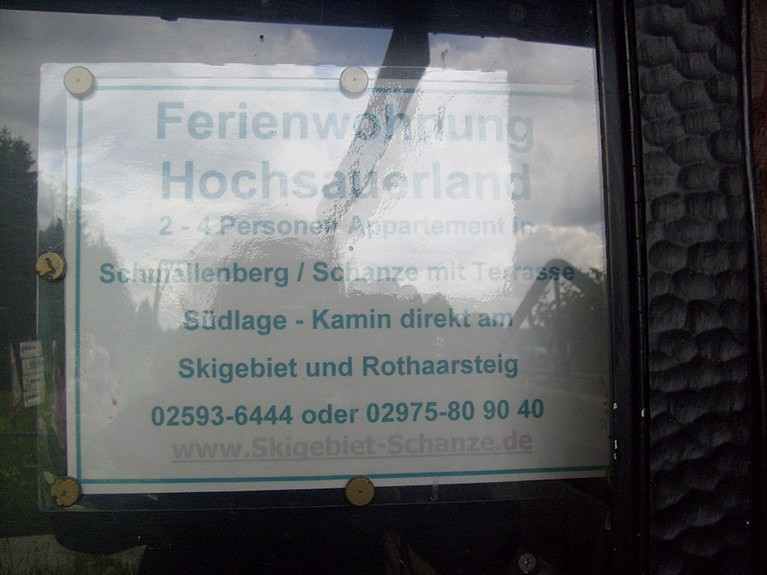 Ferienwohnung
Hochsauerland
2 - 4 Personen Appartement in
Schmallenberg / Schanze mit Terrasse
Südlage - Kamin direkt am
Skigebiet und Rothaarsteig
02593-6444 oder 02975-80 90 40
www.Skigebiet-Schanze.de